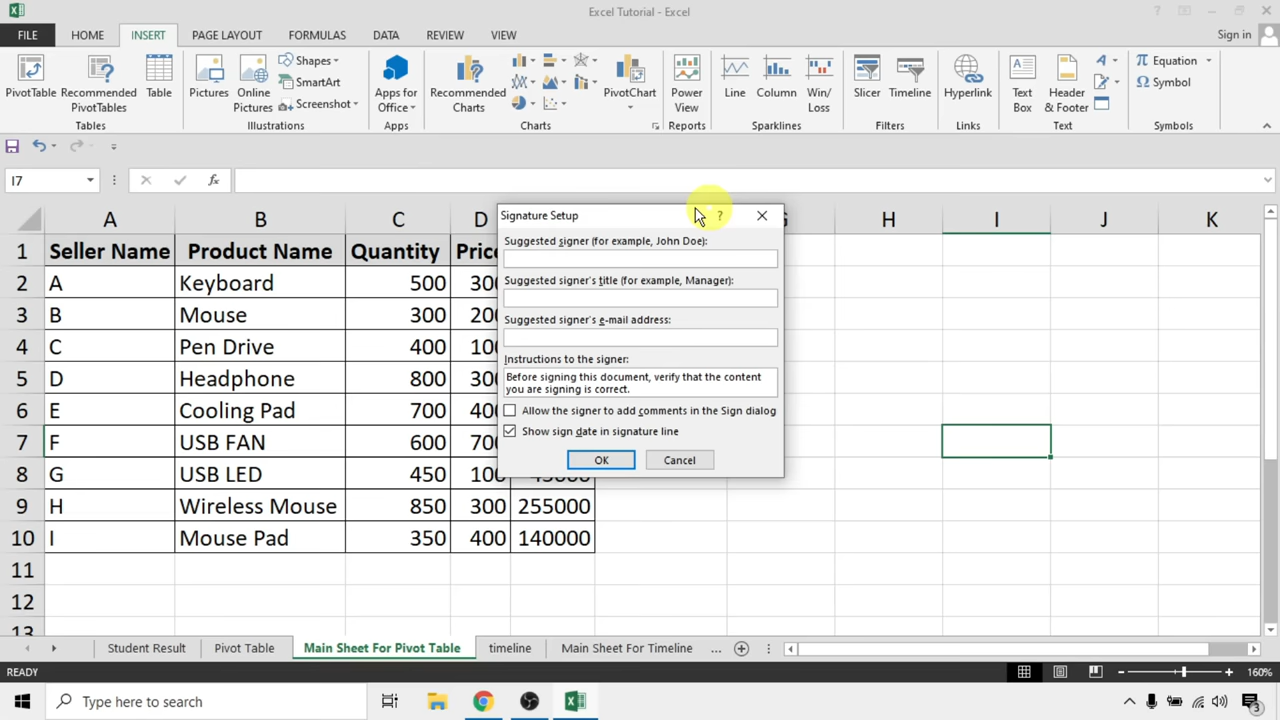 Excel Tutorial - Excel
FILE HOME INSERT PAGE LAYOUT FORMULAS DATA REVIEW VIEW Sign in
PivotTable Recommended PivotTables Table
Pictures Online Pictures Shapes SmartArt Screenshot
Apps for Office
Recommended Charts PivotChart
Power View
Line Column Win/ Loss
Slicer Timeline
Hyperlink
Text Box Header & Footer
Equation
Symbol
Tables Illustrations Apps Charts Reports Sparklines Filters Links Text Symbols
I7 fx
A B C D G H I J K
1 Seller Name Product Name Quantity
2 A Keyboard 500
3 B Mouse 300
4 C Pen Drive 400
5 D Headphone 800
6 E Cooling Pad 700
7 F USB FAN 600
8 G USB LED 450
9 H Wireless Mouse 850 300 255000
10 I Mouse Pad 350 400 140000
11
12
13
Signature Setup ?
Suggested signer (for example, John Doe):
Suggested signer's title (for example, Manager):
Suggested signer's e-mail address:
Instructions to the signer:
Before signing this document, verify that the content
you are signing is correct.
Allow the signer to add comments in the Sign dialog
Show sign date in signature line
OK Cancel
Student Result Pivot Table Main Sheet For Pivot Table timeline Main Sheet For Timeline ...
READY 160%
Type here to search 3